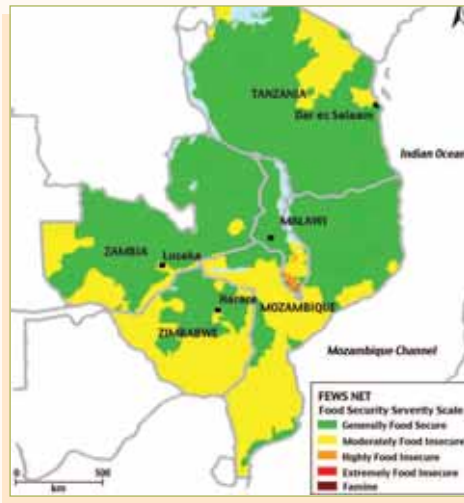 TANZANIA
Dar es Salaam
Indian Ocean
MALAWI
ZAMBIA
Lusaka
Harare
MOZAMBIQUE
ZIMBABWE
Mozambique Channel
FEWS NET
Food Security Severity Scale
Generally Food Secure
Moderately Food Insecure
Highly Food Insecure
Extremely Food Insecure
Famine
0 500
km